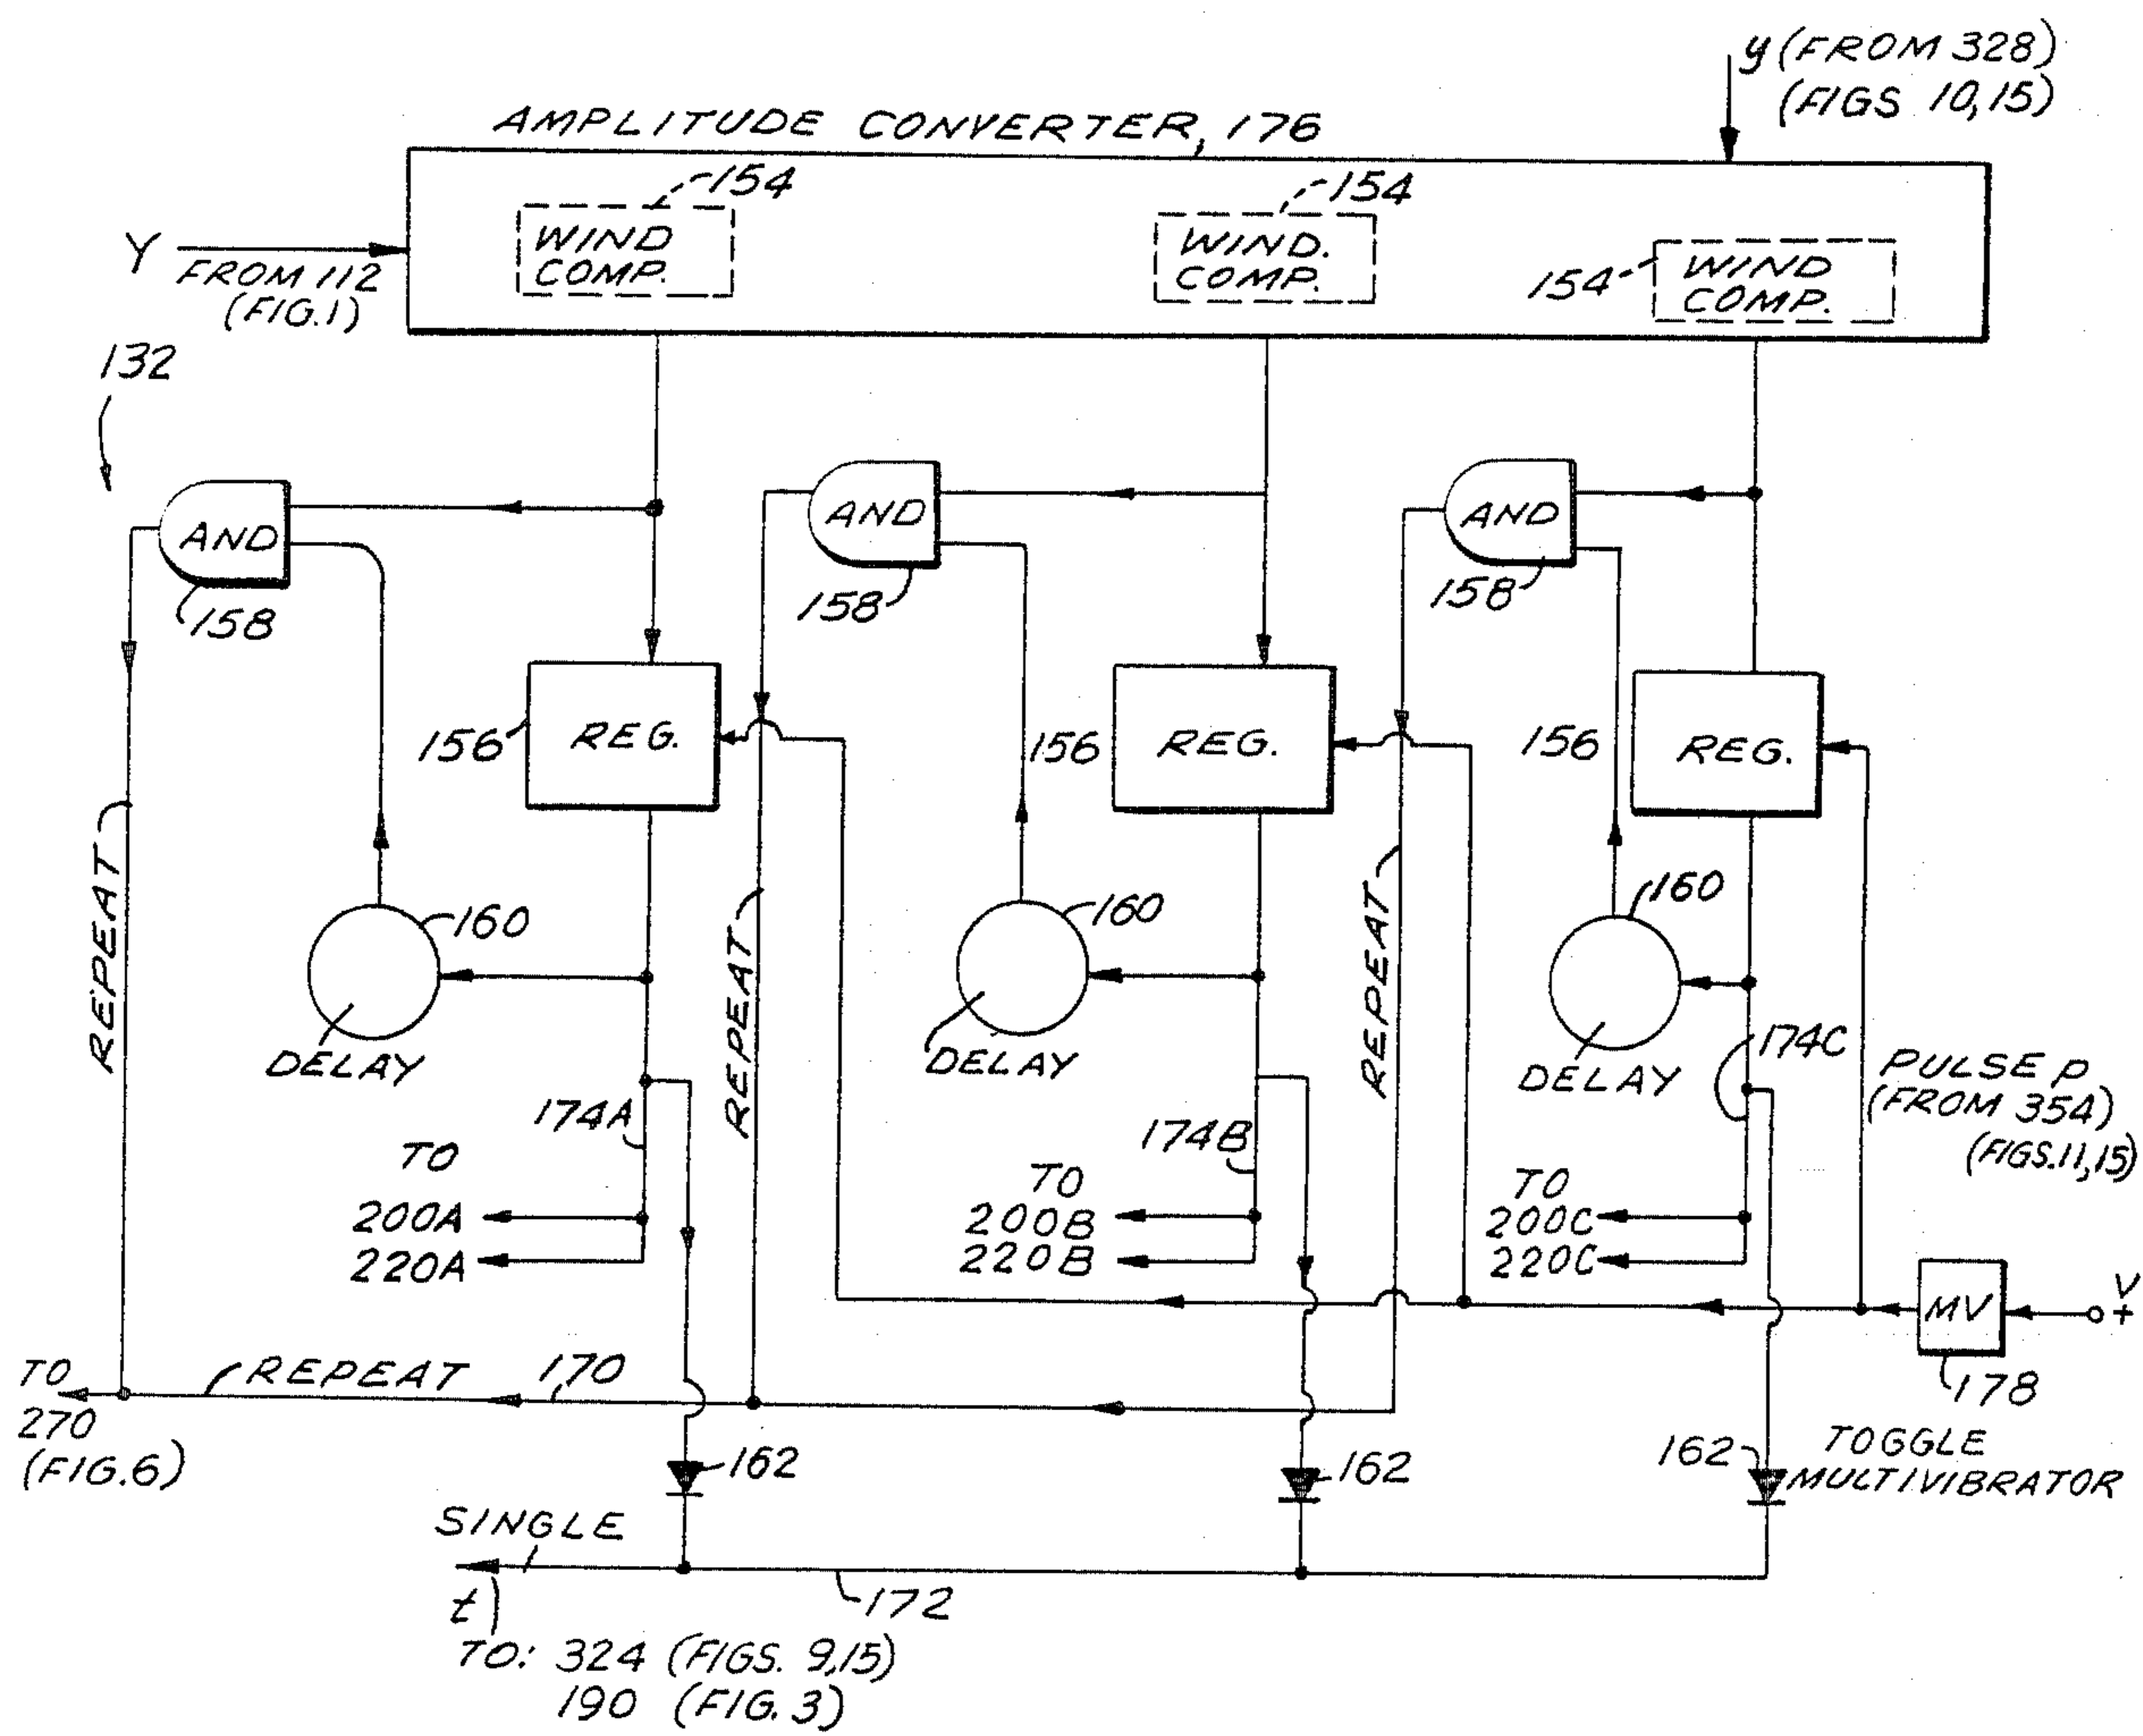 y (FROM 328)
(FIGS 10,15)
AMPLITUDE CONVERTER, 176
154
WIND
COMP.
154
WIND.
COMP.
154
WIND
COMP.
Y
FROM 112
(FIG.1)
132
AND
158
AND
158
AND
158
156
REG.
156
REG.
156
REG.
REPEAT
160
DELAY
REPEAT
160
DELAY
REPEAT
160
DELAY
174A
TO
200A
220A
174B
TO
200B
220B
174C
TO
200C
220C
PULSE P
(FROM 354)
(FIGS.11,15)
MV
V
+
178
TOGGLE
MULTIVIBRATOR
TO
270
(FIG.6)
REPEAT
170
162
162
162
SINGLE
172
t)
TO: 324 (FIGS. 9,15)
190 (FIG. 3)